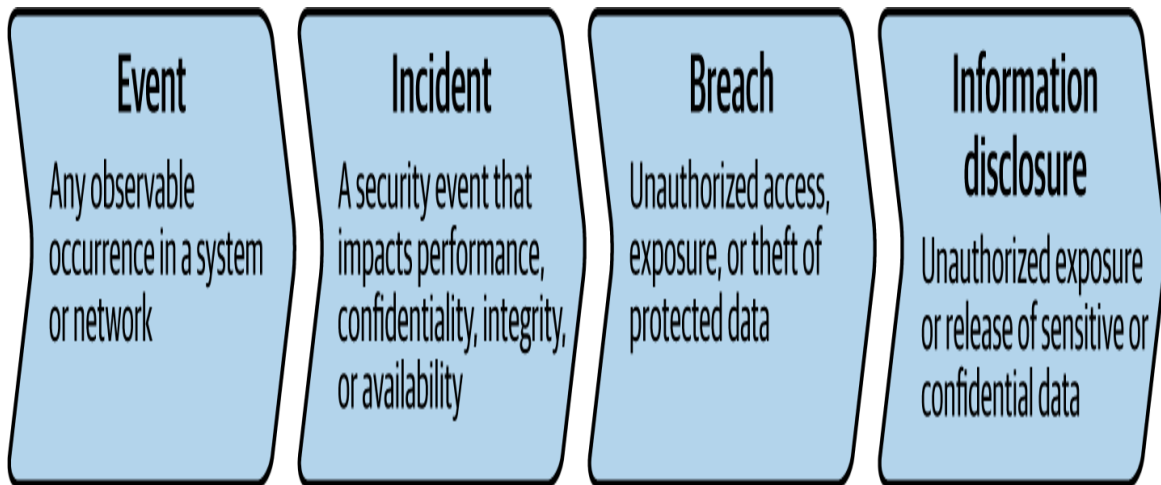 Event
Any observable
occurrence in a system
or network
Incident
A security event that
impacts performance,
confidentiality, integrity,
or availability
Breach
Unauthorized access,
exposure, or theft of
protected data
Information
disclosure
Unauthorized exposure
or release of sensitive or
confidential data